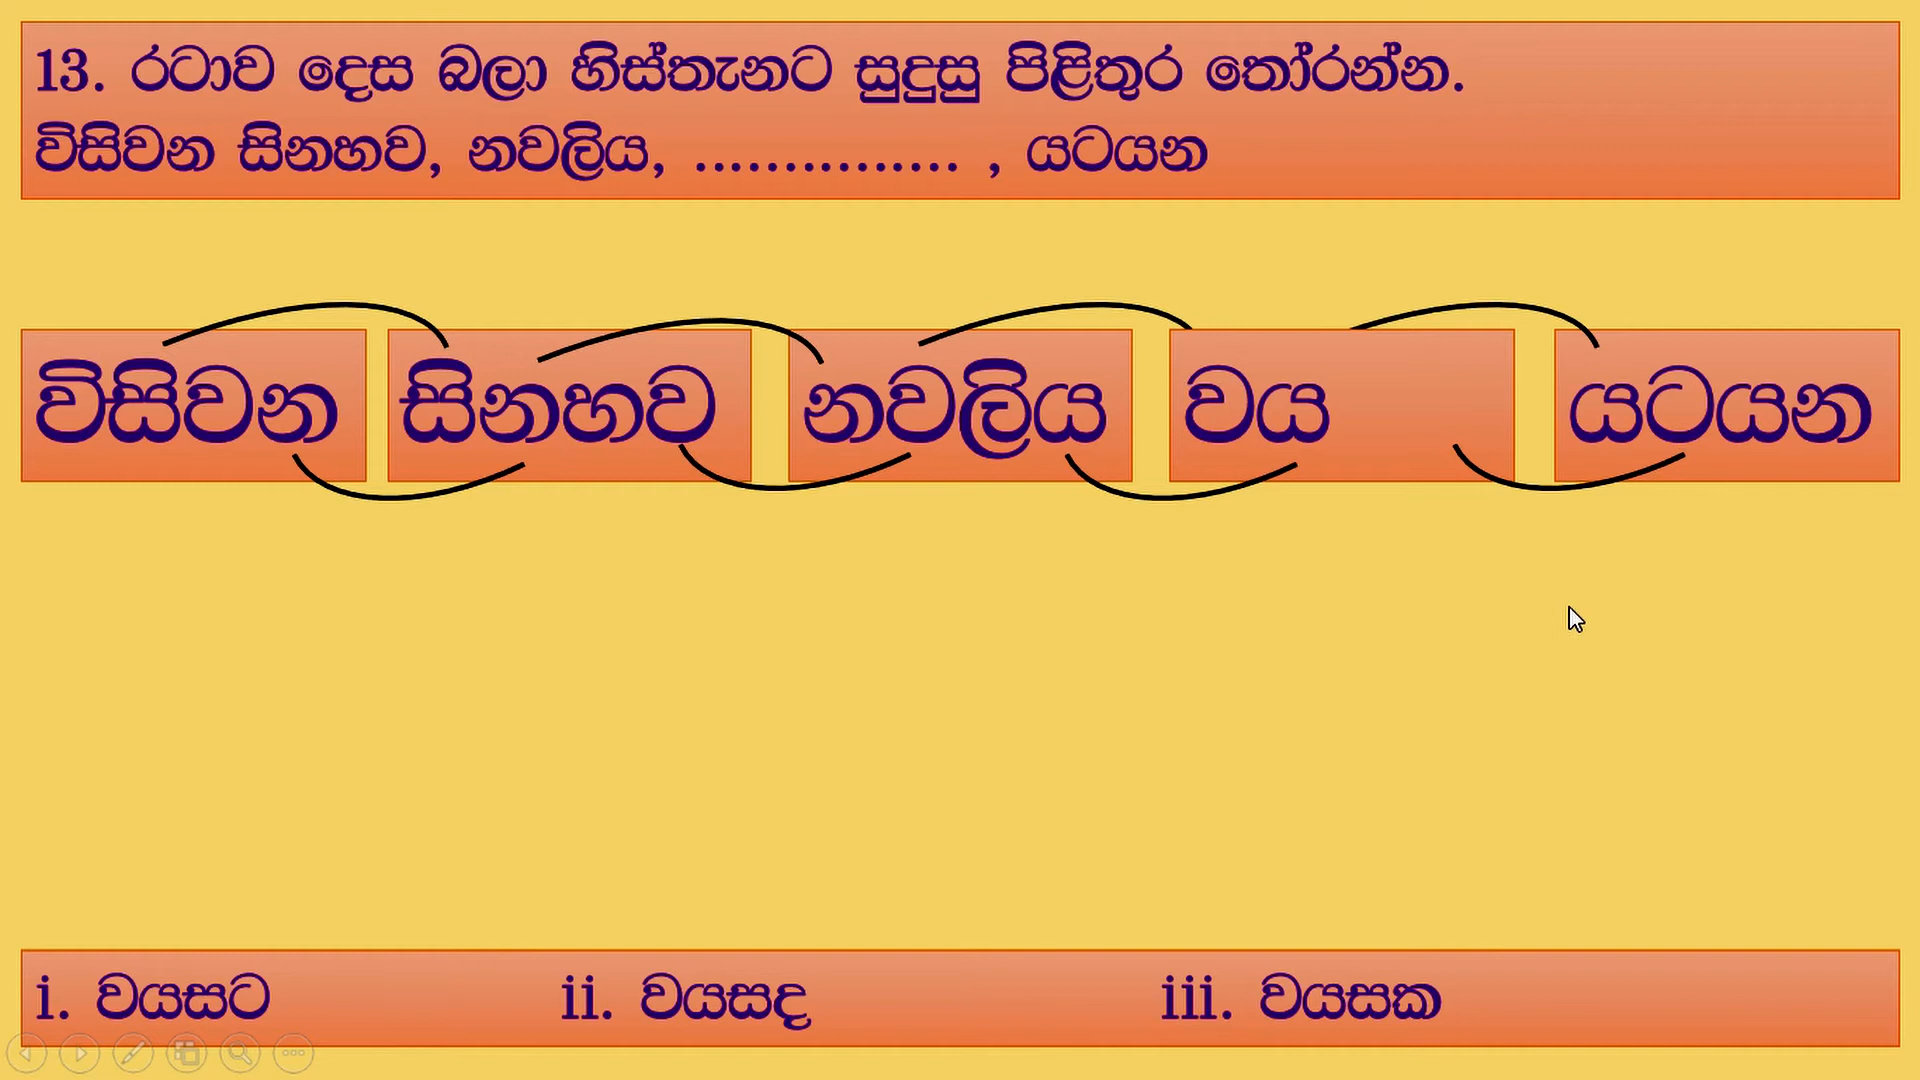 13. රටාව දෙස බලා හිස්තැනට සුදුසු පිළිතුර තෝරන්න.
විසිවන සිනහව, නවලිය, ............... , යටයන
විසිවන සිනහව නවලිය වය යටයන
i. වයසට ii. වයසද iii. වයසක